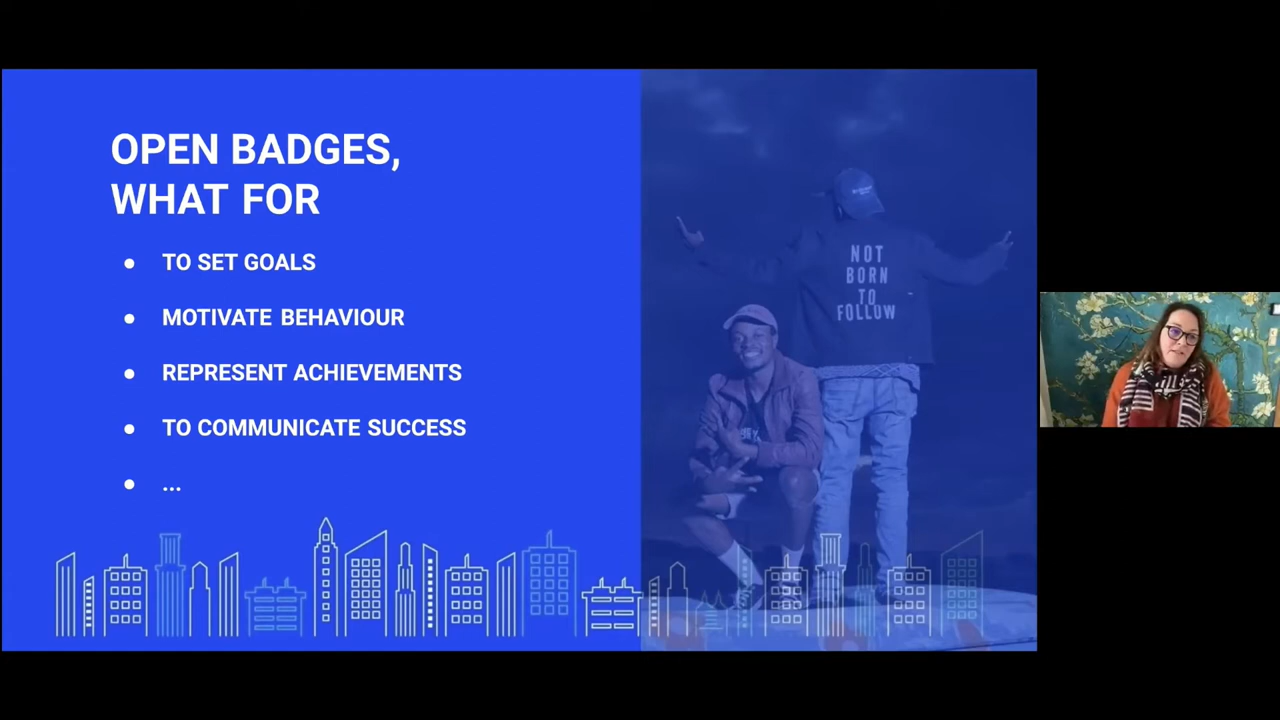 OPEN BADGES,
WHAT FOR
● TO SET GOALS
● MOTIVATE BEHAVIOUR
● REPRESENT ACHIEVEMENTS
● TO COMMUNICATE SUCCESS
● ...
NOT
BORN
TO
FOLLOW